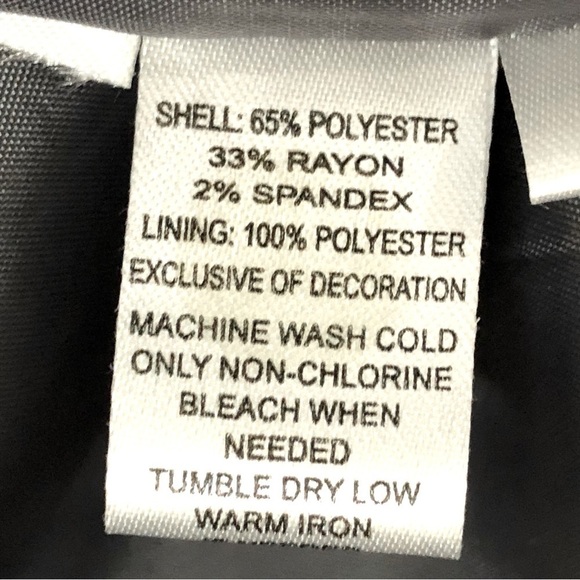 SHELL: 65% POLYESTER
33% RAYON
2% SPANDEX
LINING: 100% POLYESTER
EXCLUSIVE OF DECORATION
MACHINE WASH COLD
ONLY NON-CHLORINE
BLEACH WHEN
NEEDED
TUMBLE DRY LOW
WARM IRON